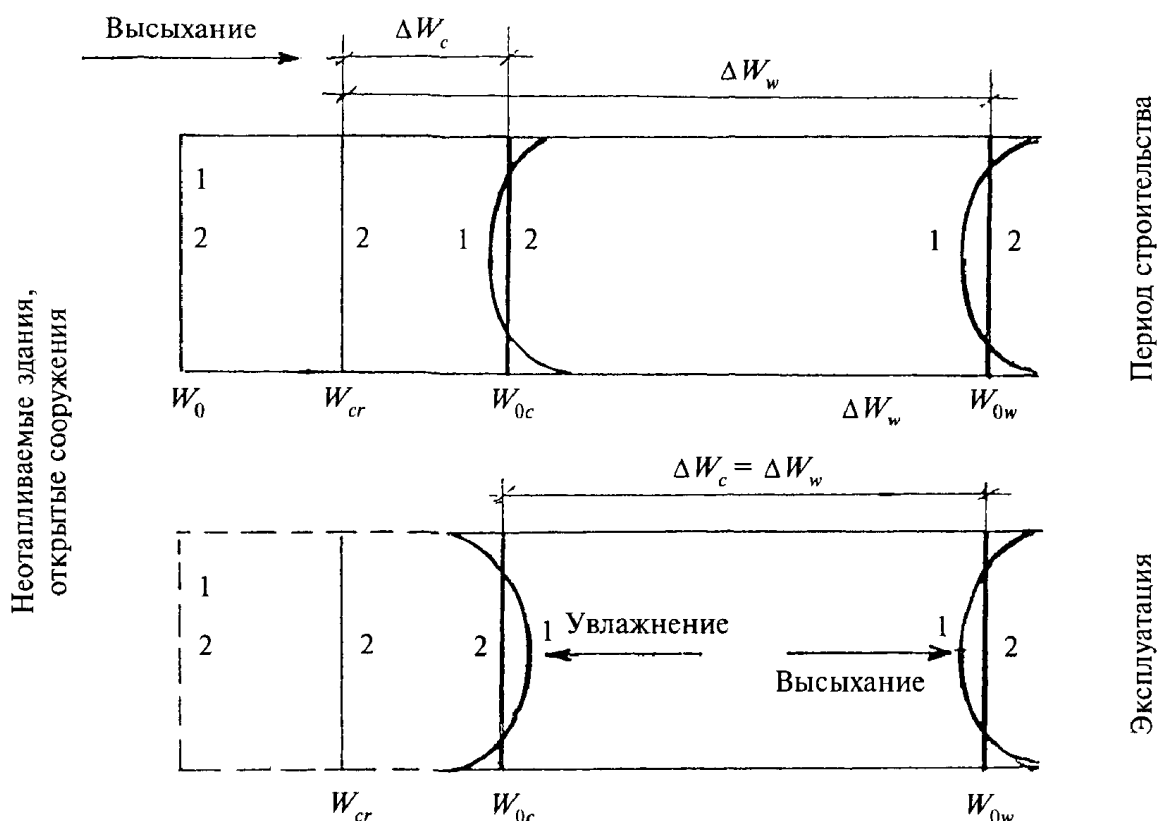 Высыхание
ΔW_c
ΔW_w
1
2
2
1
2
1
2
W_0
W_cr
W_0c
ΔW_w
W_0w
Период строительства
Неотапливаемые здания,
открытые сооружения
ΔW_c = ΔW_w
1
2
2
2
1
Увлажнение
Высыхание
1
2
W_cr
W_0c
W_0w
Эксплуатация